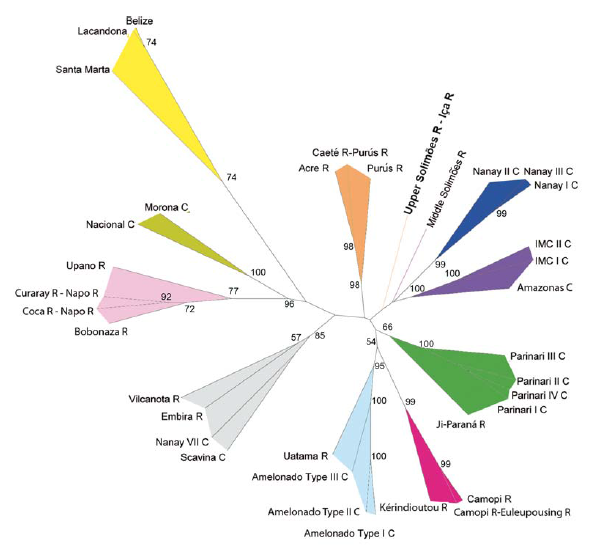 Belize
Lacandona
74
Santa Marta
74
Upper Solimões R - Iça R
Middle Solimões R
Caeté R-Purús R
Acre R
Purús R
98
98
Nanay II C
Nanay III C
Nanay I C
99
99
Morona C
Nacional C
100
96
IMC II C
IMC I C
Amazonas C
100
Upano R
Curaray R - Napo R
Coca R - Napo R
Bobonaza R
92
72
77
66
100
Parinari III C
Parinari II C
Parinari IV C
Parinari I C
Ji-Paraná R
57
85
54
Vilcanota R
Embira R
Nanay VII C
Scavina C
95
100
100
Uatama R
Amelonado Type III C
Amelonado Type II C
Amelonado Type I C
99
99
Kérindioutou R
Camopi R
Camopi R-Euleupousing R